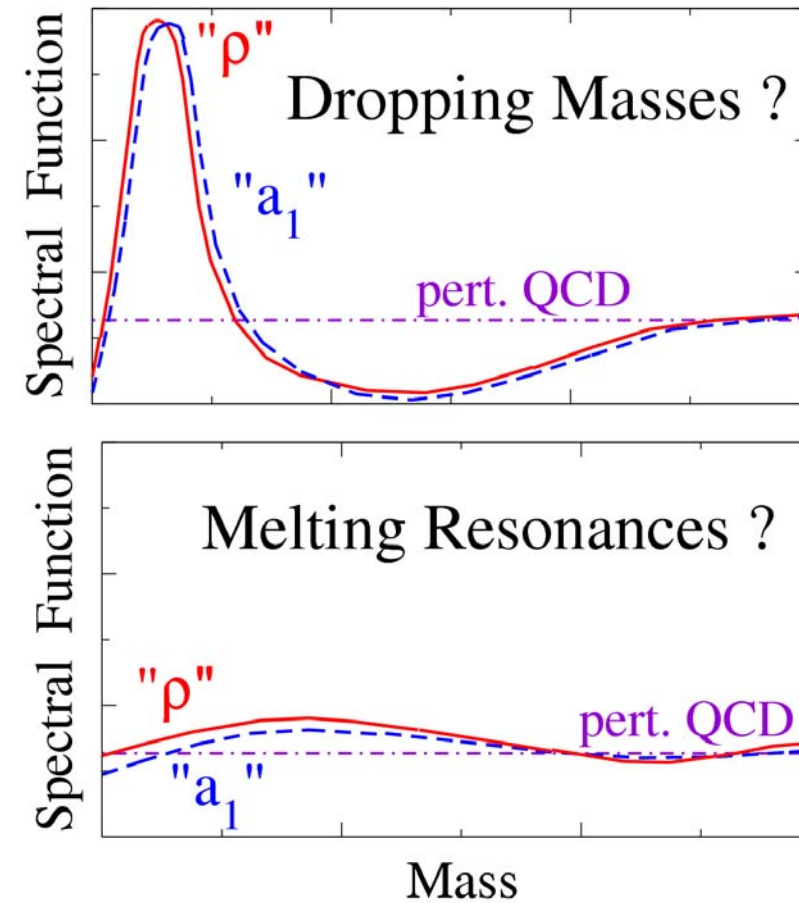 Spectral Function
"ρ"
Dropping Masses ?
"a₁"
pert. QCD
Spectral Function
Melting Resonances ?
"ρ"
pert. QCD
"a₁"
Mass